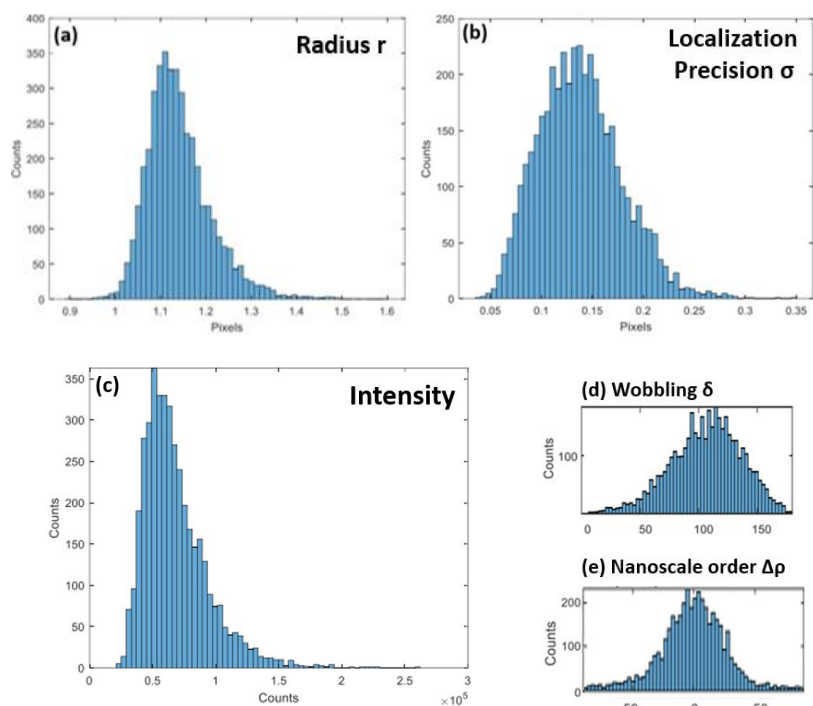 (a)
Radius r
400
350
300
250
200
150
100
50
0
Counts
0.9 1 1.1 1.2 1.3 1.4 1.5 1.6
Pixels
(b)
Localization
Precision σ
250
200
150
100
50
0
Counts
0.05 0.1 0.15 0.2 0.25 0.3 0.35
Pixels
(c)
Intensity
350
300
250
200
150
100
50
0
Counts
0 0.5 1 1.5 2 2.5 3
Counts
×10⁵
(d) Wobbling δ
100
Counts
0 50 100 150
(e) Nanoscale order Δρ
200
100
0
Counts